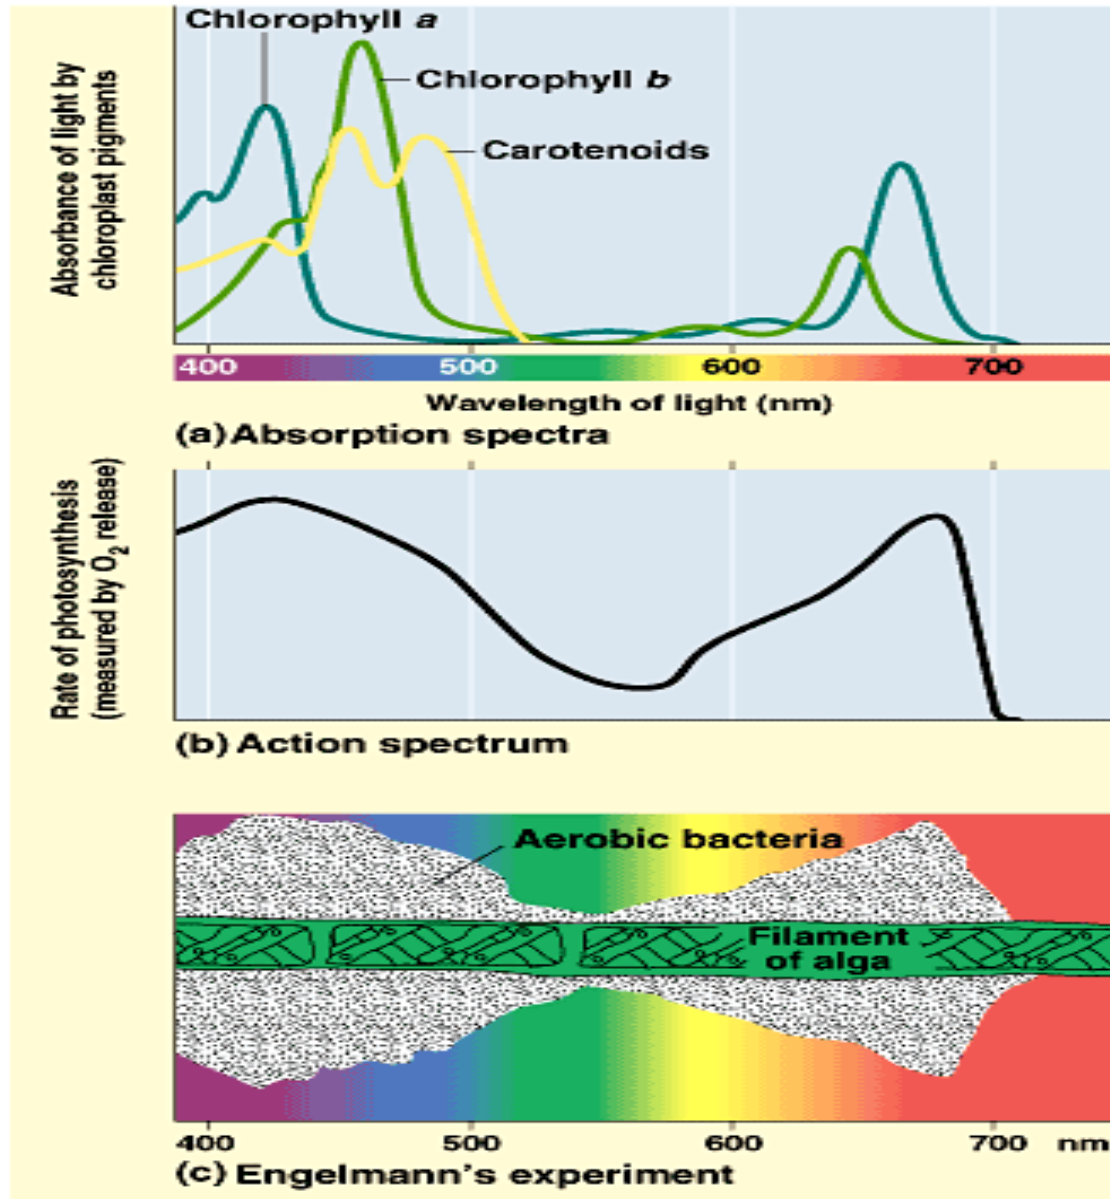 Chlorophyll a
Chlorophyll b
Carotenoids
Absorbance of light by
chloroplast pigments
400 500 600 700
Wavelength of light (nm)
(a) Absorption spectra
Rate of photosynthesis
(measured by O2 release)
(b) Action spectrum
Aerobic bacteria
Filament
of alga
400 500 600 700 nm
(c) Engelmann's experiment